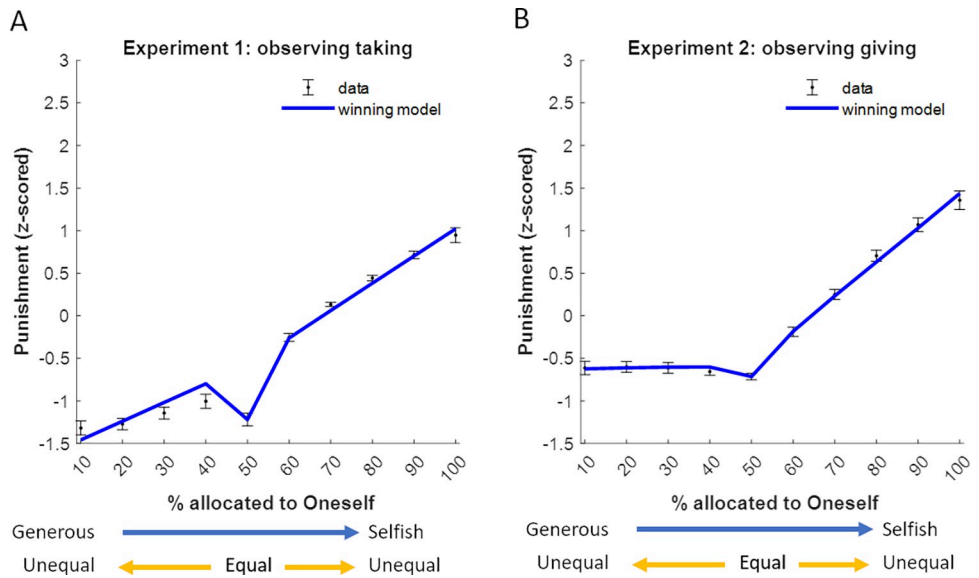 A
Experiment 1: observing taking
data
winning model
3
2.5
2
1.5
1
0.5
0
-0.5
-1
-1.5
Punishment (z-scored)
10 20 30 40 50 60 70 80 90 100
% allocated to Oneself
Generous Selfish
Unequal Equal Unequal
B
Experiment 2: observing giving
data
winning model
3
2.5
2
1.5
1
0.5
0
-0.5
-1
-1.5
Punishment (z-scored)
10 20 30 40 50 60 70 80 90 100
% allocated to Oneself
Generous Selfish
Unequal Equal Unequal